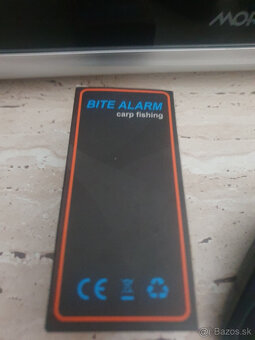 BITE ALARM
carp fishing
CE
Bazos.sk